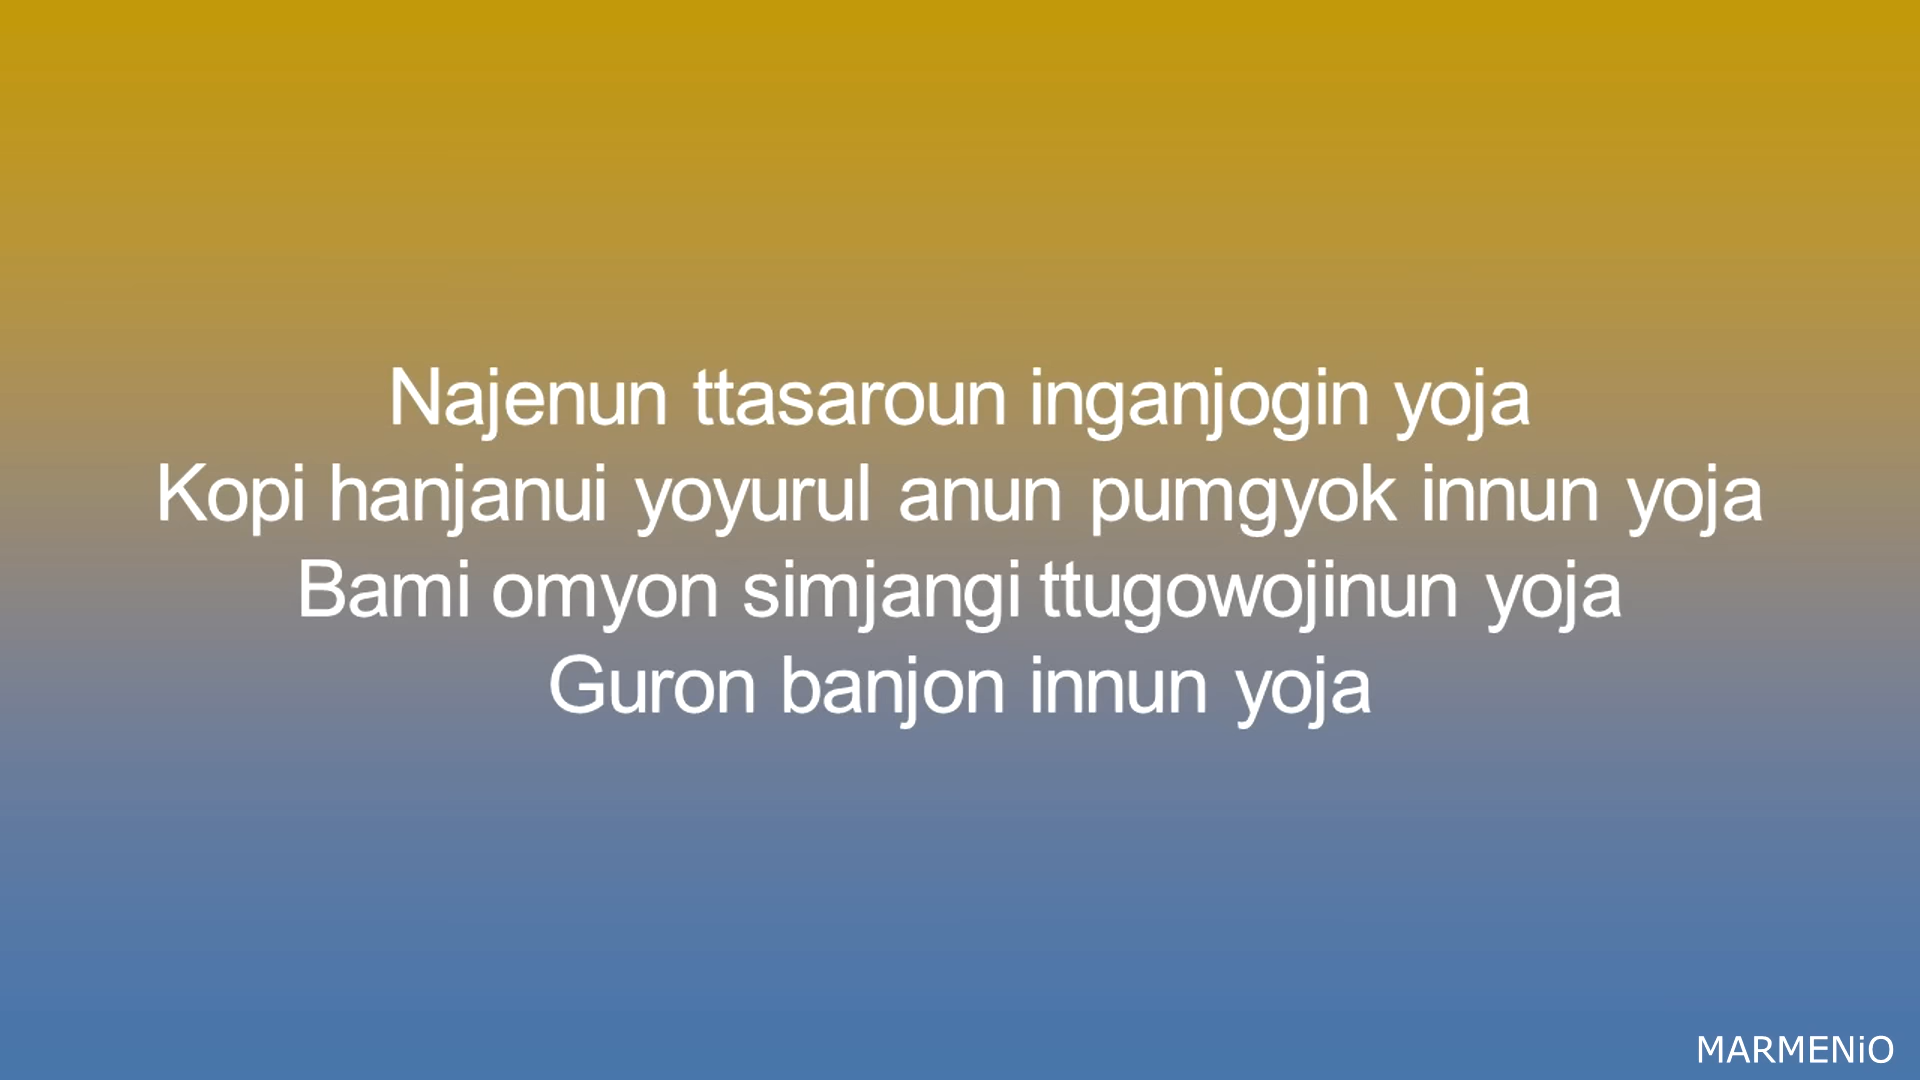 Najenun ttasaroun inganjogin yoja
Kopi hanjanui yoyurul anun pumgyok innun yoja
Bami omyon simjangi ttugowojinun yoja
Guron banjon innun yoja
MARMENiO